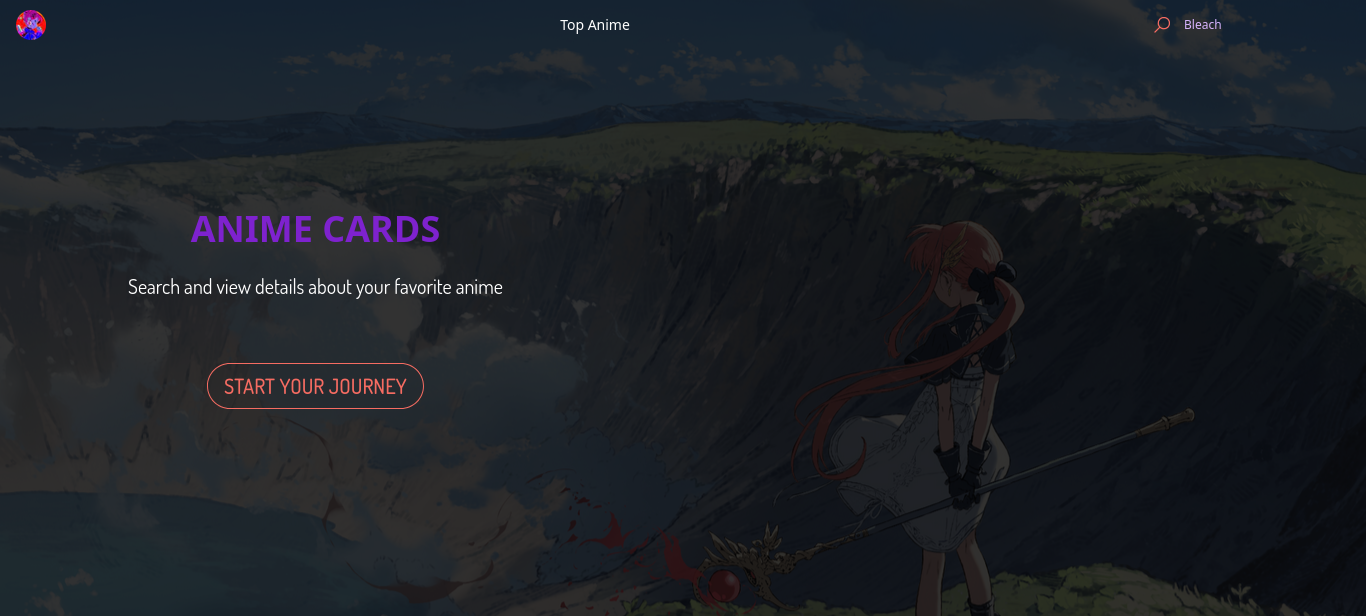 Top Anime
Bleach
ANIME CARDS
Search and view details about your favorite anime
START YOUR JOURNEY